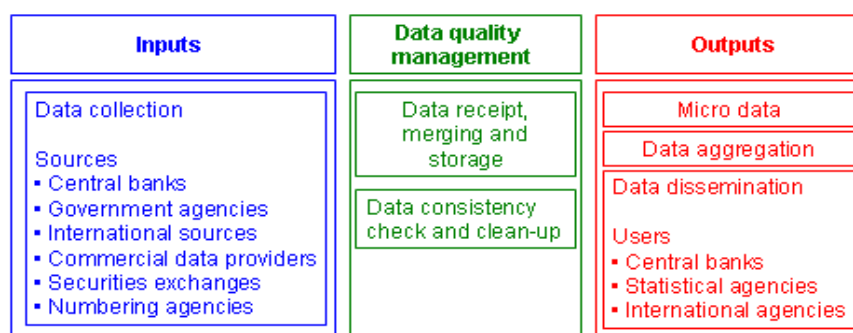 Inputs
Data collection
Sources
▪ Central banks
▪ Government agencies
▪ International sources
▪ Commercial data providers
▪ Securities exchanges
▪ Numbering agencies
Data quality
management
Data receipt,
merging and
storage
Data consistency
check and clean-up
Outputs
Micro data
Data aggregation
Data dissemination
Users
▪ Central banks
▪ Statistical agencies
▪ International agencies